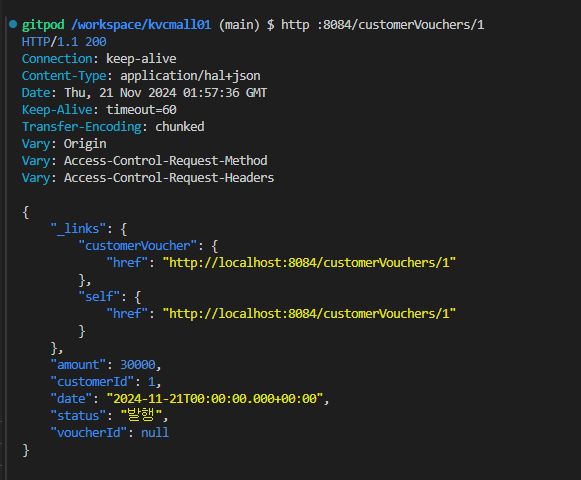 gitpod /workspace/kvcmall01 (main) $ http :8084/customerVouchers/1
HTTP/1.1 200
Connection: keep-alive
Content-Type: application/hal+json
Date: Thu, 21 Nov 2024 01:57:36 GMT
Keep-Alive: timeout=60
Transfer-Encoding: chunked
Vary: Origin
Vary: Access-Control-Request-Method
Vary: Access-Control-Request-Headers
{
"_links": {
"customerVoucher": {
"href": "http://localhost:8084/customerVouchers/1"
},
"self": {
"href": "http://localhost:8084/customerVouchers/1"
}
},
"amount": 30000,
"customerId": 1,
"date": "2024-11-21T00:00:00.000+00:00",
"status": "발행",
"voucherId": null
}